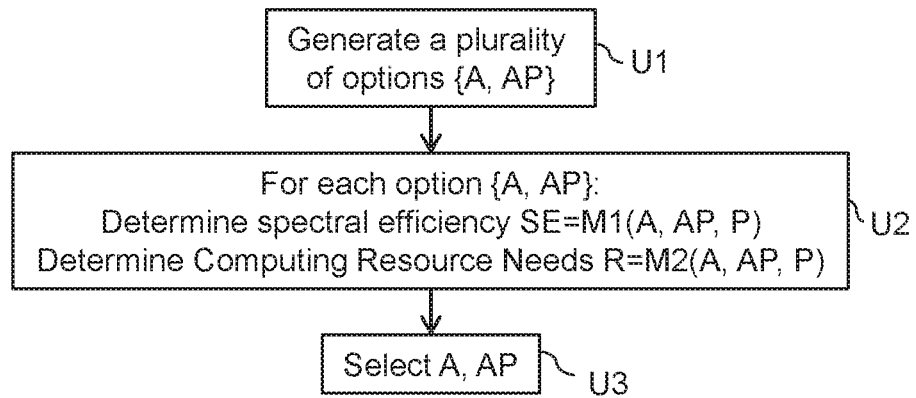 Generate a plurality
of options {A, AP}
U1
For each option {A, AP}:
Determine spectral efficiency SE=M1(A, AP, P)
Determine Computing Resource Needs R=M2(A, AP, P)
U2
Select A, AP
U3